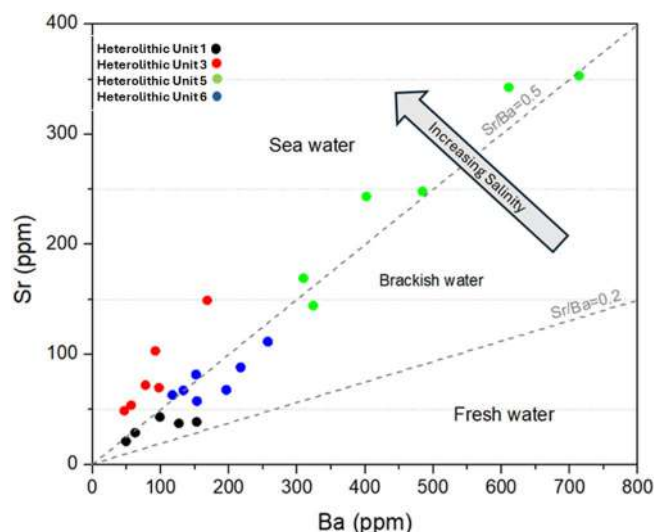 400
300
200
100
0
Sr (ppm)
Heterolithic Unit 1
Heterolithic Unit 3
Heterolithic Unit 5
Heterolithic Unit 6
Sea water
Increasing Salinity
Sr/Ba=0.5
Brackish water
Sr/Ba=0.2
Fresh water
0 100 200 300 400 500 600 700 800
Ba (ppm)